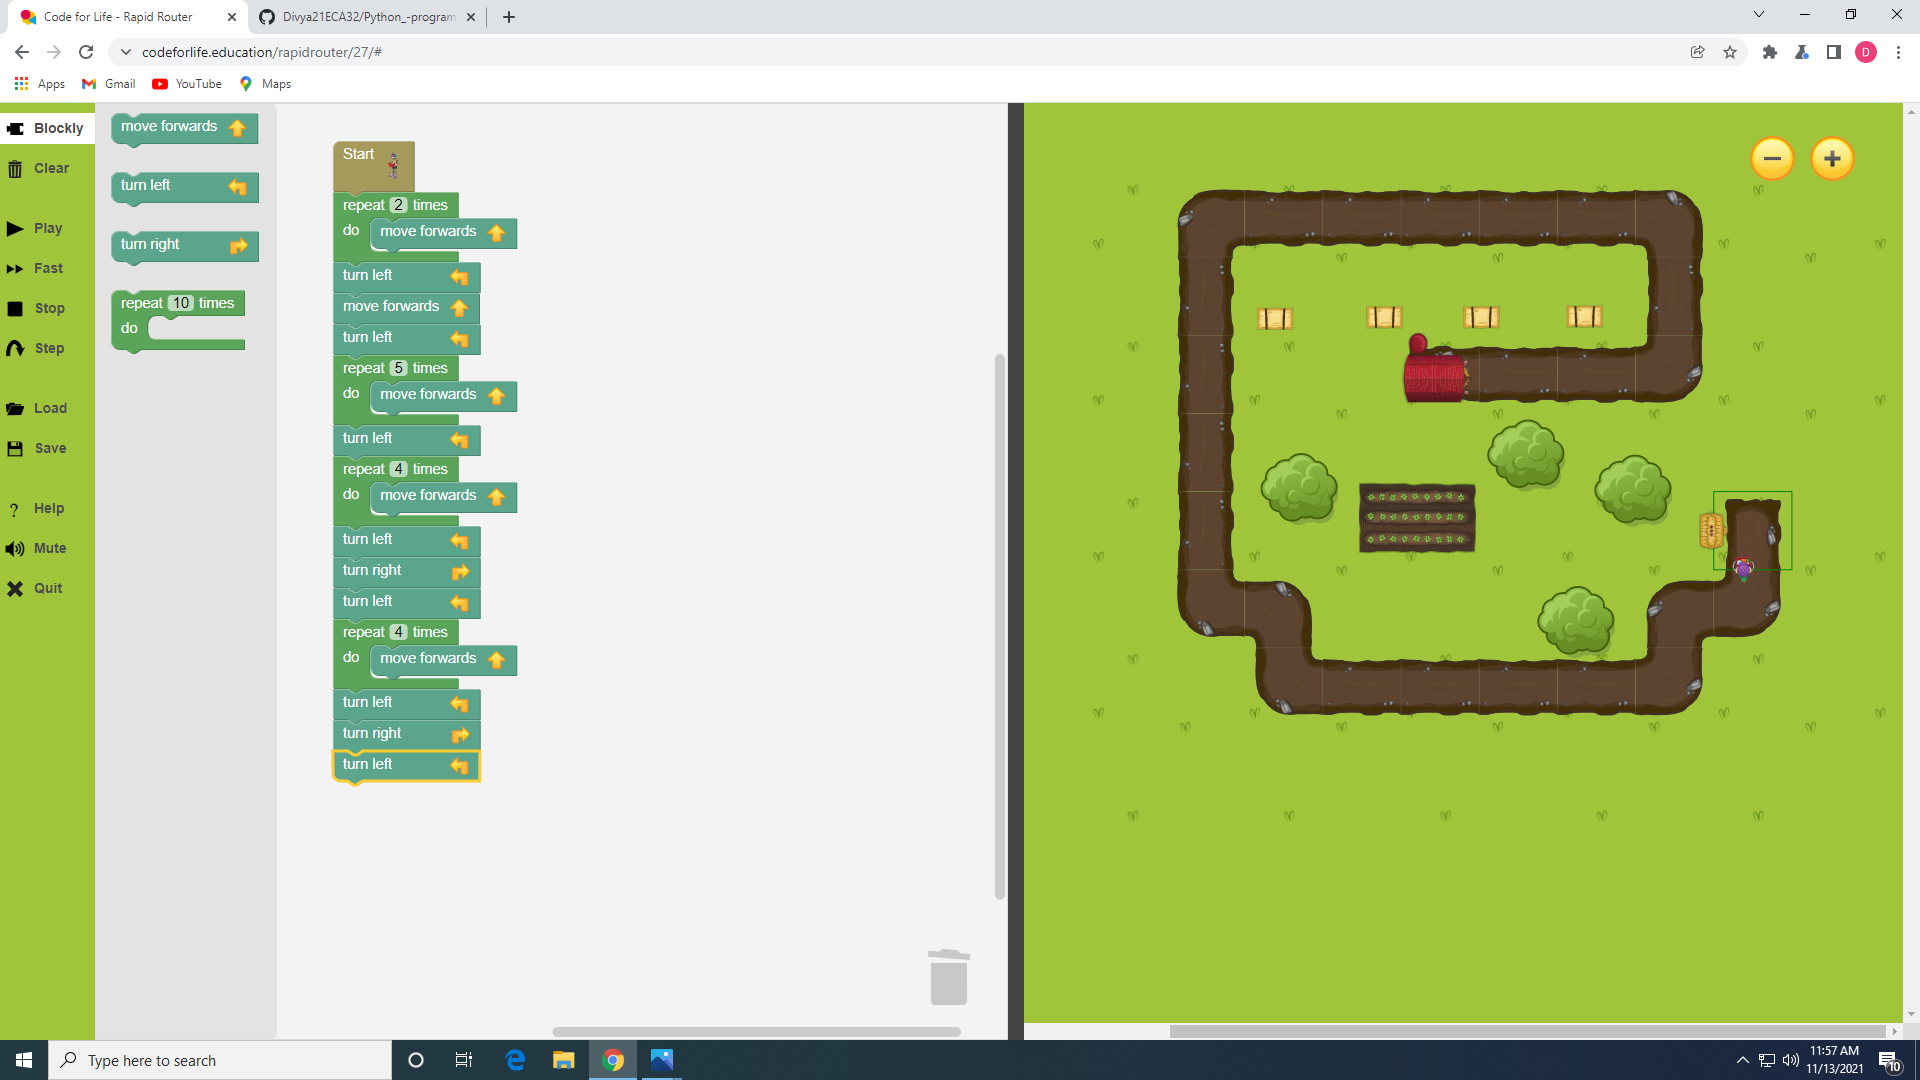 Code for Life - Rapid Router
Divya21ECA32/Python_-program
codeforlife.education/rapidrouter/27/#
D
Apps
Gmail
YouTube
Maps
Blockly
Clear
Play
Fast
Stop
Step
Load
Save
? Help
Mute
Quit
move forwards
turn left
turn right
repeat 10 times
do
Start
repeat 2 times
do move forwards
turn left
move forwards
turn left
repeat 5 times
do move forwards
turn left
repeat 4 times
do move forwards
turn left
turn right
turn left
repeat 4 times
do move forwards
turn left
turn right
turn left
Type here to search
11:57 AM
11/13/2021
10